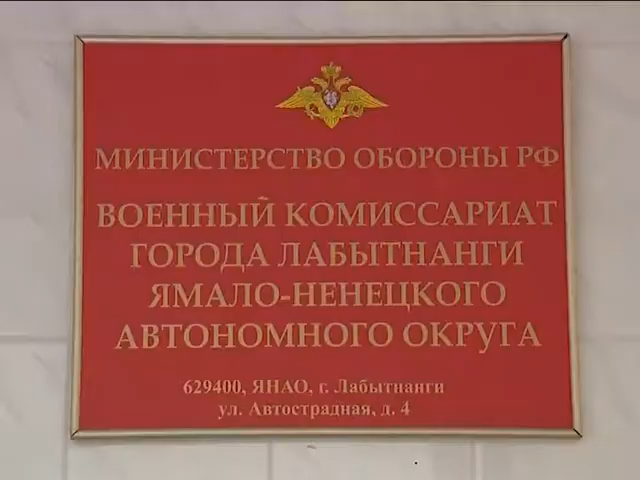 МИНИСТЕРСТВО ОБОРОНЫ РФ
ВОЕННЫЙ КОМИССАРИАТ
ГОРОДА ЛАБЫТНАНГИ
ЯМАЛО-НЕНЕЦКОГО
АВТОНОМНОГО ОКРУГА
629400, ЯНАО, г. Лабытнанги
ул. Автострадная, д. 4